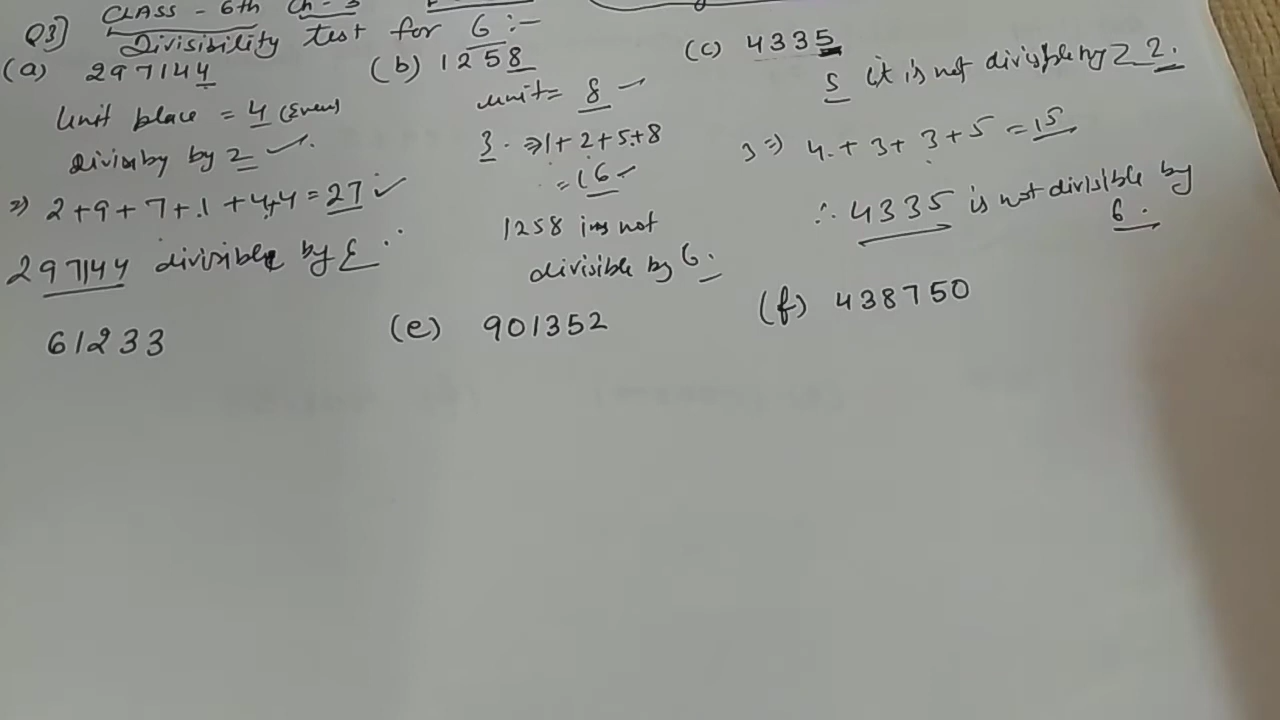 CLASS - 6th Ch - 3
Q3] Divisibility test for 6 :-
(a) 297144
Unit place = 4 (Even)
by 2 ✓.
⇒ 2+9+7+1+4+4 = 27 ✓
297144 divisible by
(b) 1258
unit = 8
3. ⇒ 1+2+5+8
= 16
1258 is not
divisible by 6.
(c) 4335
5 it is not divisible by 2.
3 ⇒ 4+3+3+5 = 15
∴ 4335 is not divisible by
6.
61233
(e) 901352
(f) 438750